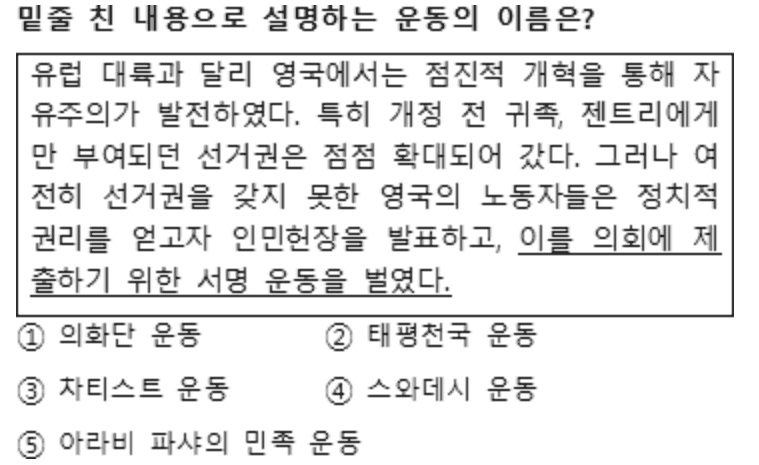 밑줄 친 내용으로 설명하는 운동의 이름은?
유럽 대륙과 달리 영국에서는 점진적 개혁을 통해 자
유주의가 발전하였다. 특히 개정 전 귀족, 젠트리에게
만 부여되던 선거권은 점점 확대되어 갔다. 그러나 여
전히 선거권을 갖지 못한 영국의 노동자들은 정치적
권리를 얻고자 인민헌장을 발표하고, 이를 의회에 제
출하기 위한 서명 운동을 벌였다.
① 의화단 운동 ② 태평천국 운동
③ 차티스트 운동 ④ 스와데시 운동
⑤ 아라비 파샤의 민족 운동